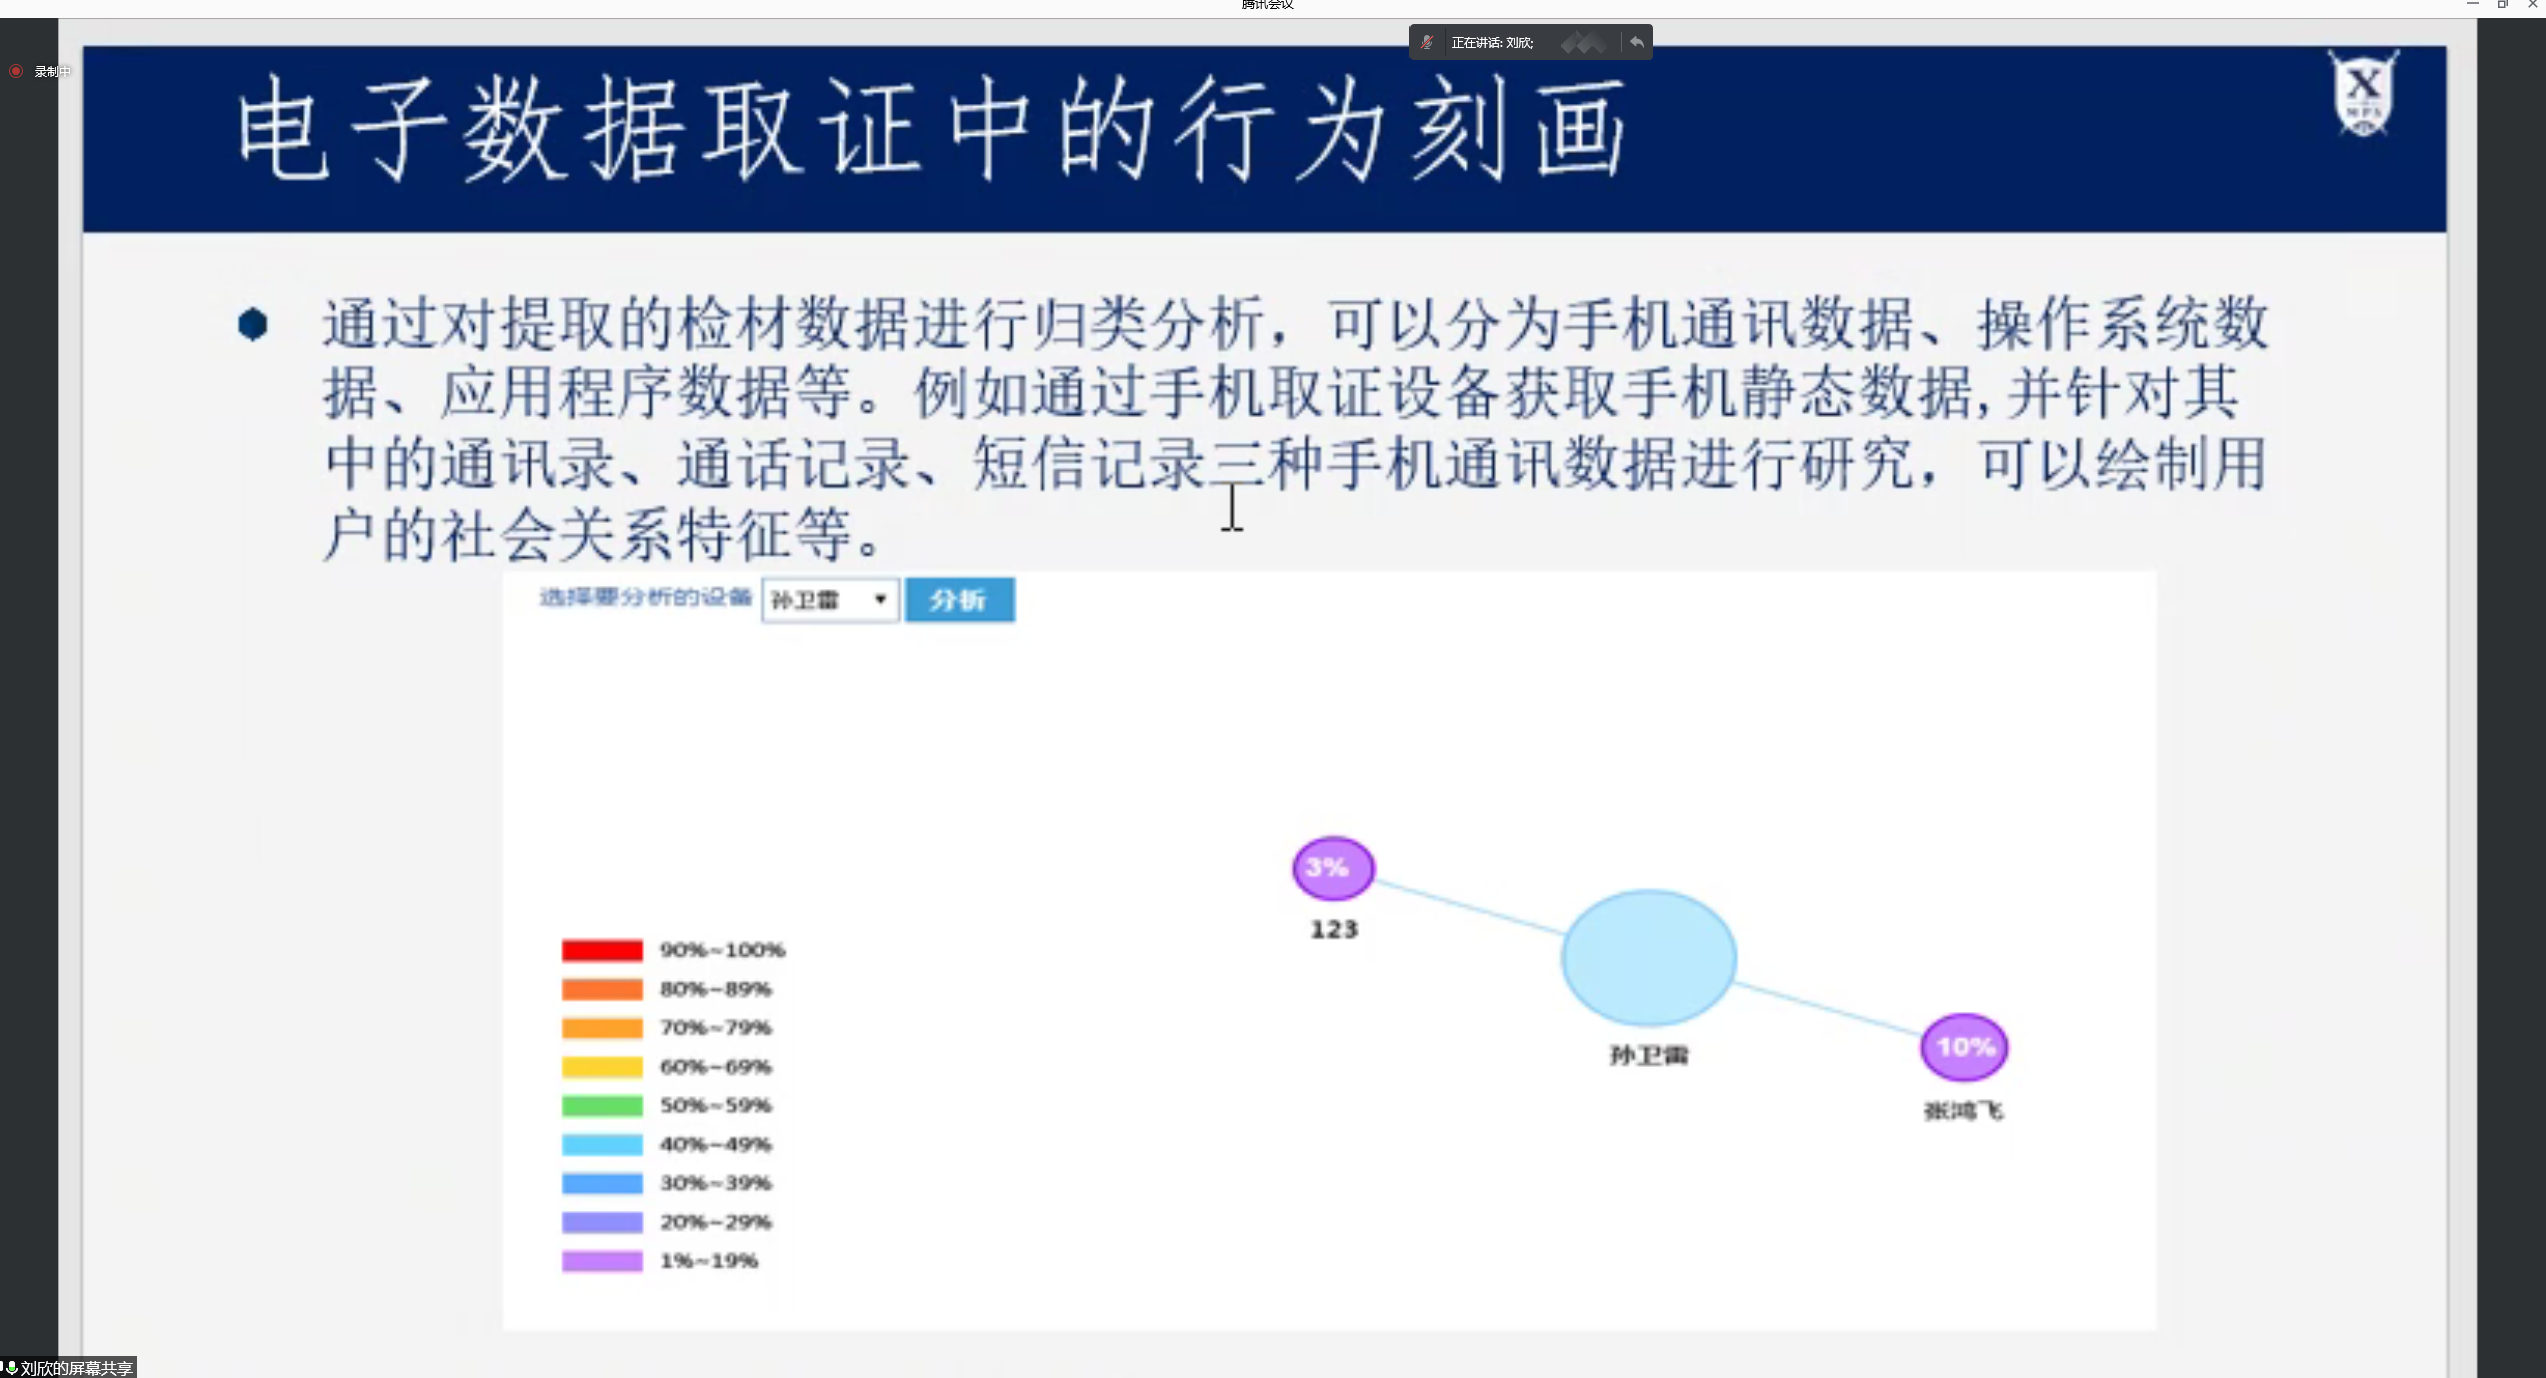 腾讯会议
正在讲话: 刘欣;
录制中
电子数据取证中的行为刻画
X
通过对提取的检材数据进行归类分析，可以分为手机通讯数据、操作系统数
据、应用程序数据等。例如通过手机取证设备获取手机静态数据,并针对其
中的通讯录、通话记录、短信记录三种手机通讯数据进行研究，可以绘制用
户的社会关系特征等。
选择要分析的设备 孙卫雷 ▼ 分析
3%
123
孙卫雷
10%
张鸿飞
90%~100%
80%~89%
70%~79%
60%~69%
50%~59%
40%~49%
30%~39%
20%~29%
1%~19%
刘欣的屏幕共享